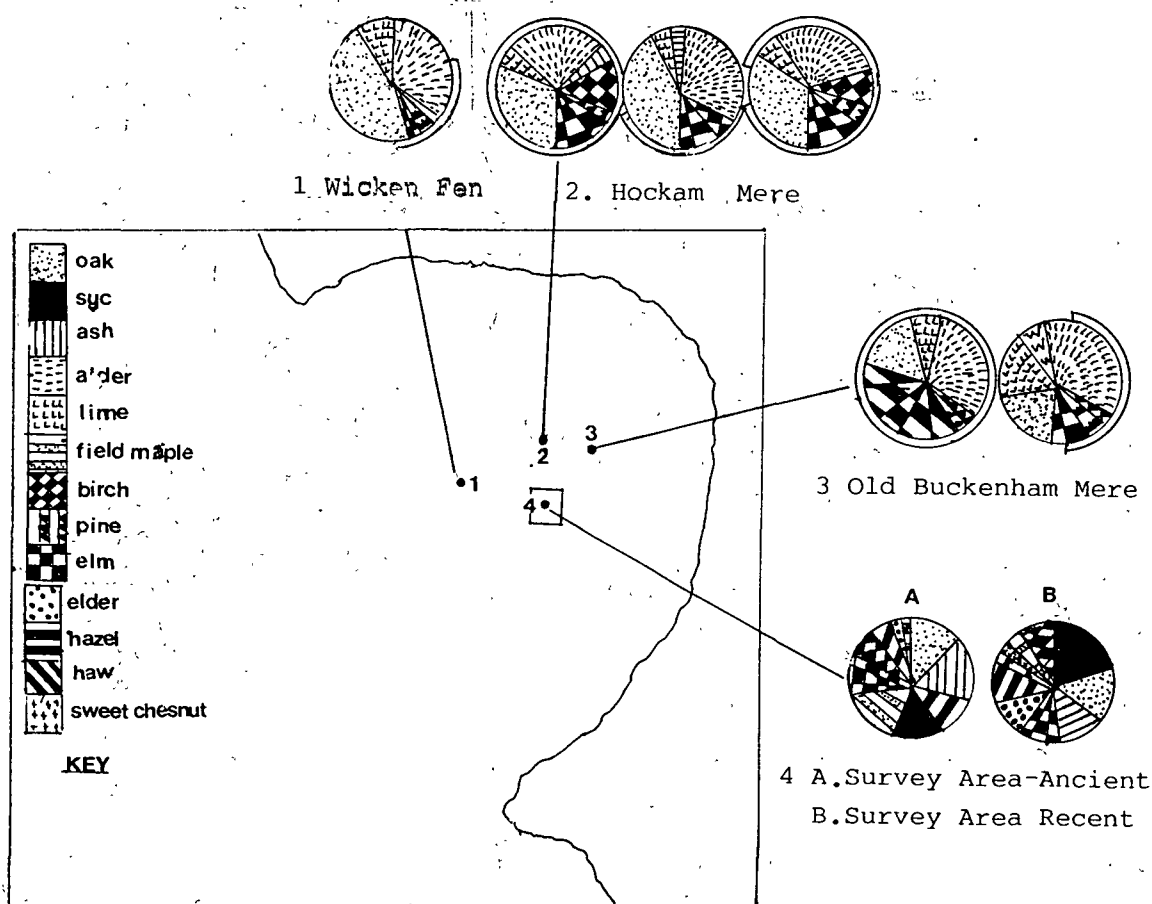 1 Wicken Fen
2. Hockam Mere
oak
syc
ash
a'der
lime
field maple
birch
pine
elm
elder
hazel
haw
sweet chesnut
KEY
1
2
3
4
3 Old Buckenham Mere
A
B
4 A.Survey Area-Ancient
B.Survey Area Recent